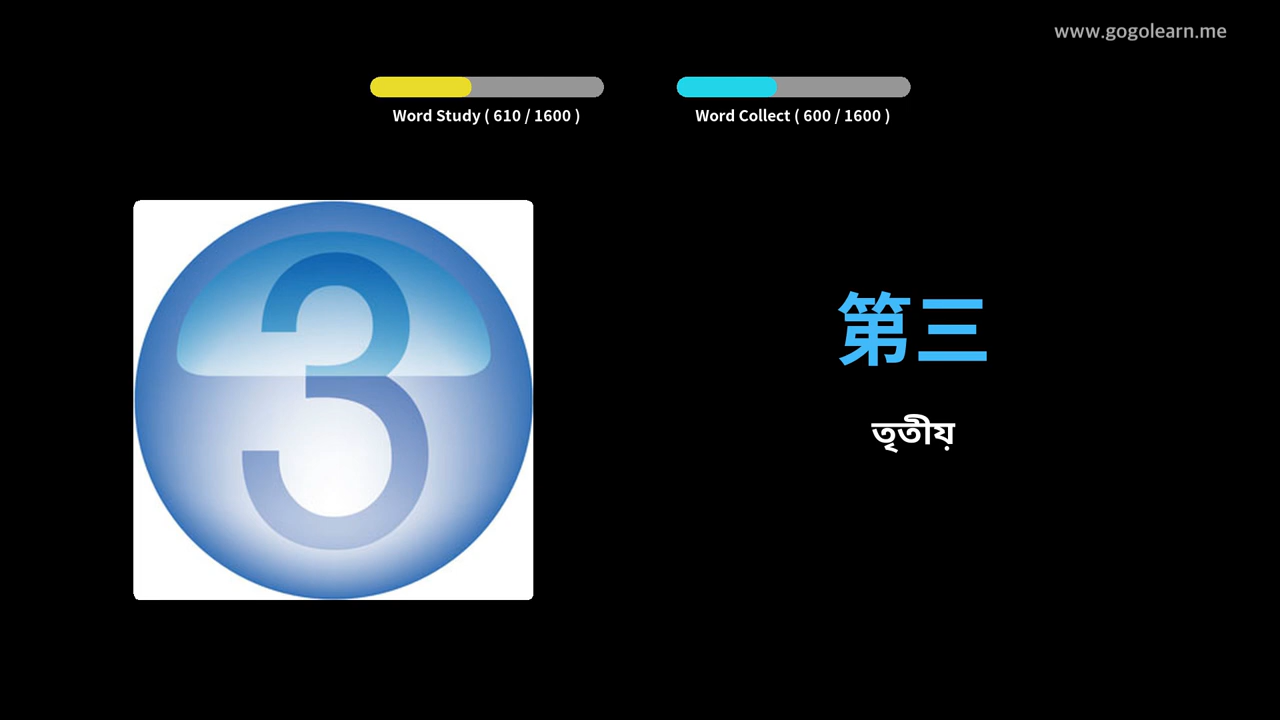 www.gogolearn.me
Word Study ( 610 / 1600 )
Word Collect ( 600 / 1600 )
3
第三
তৃতীয়